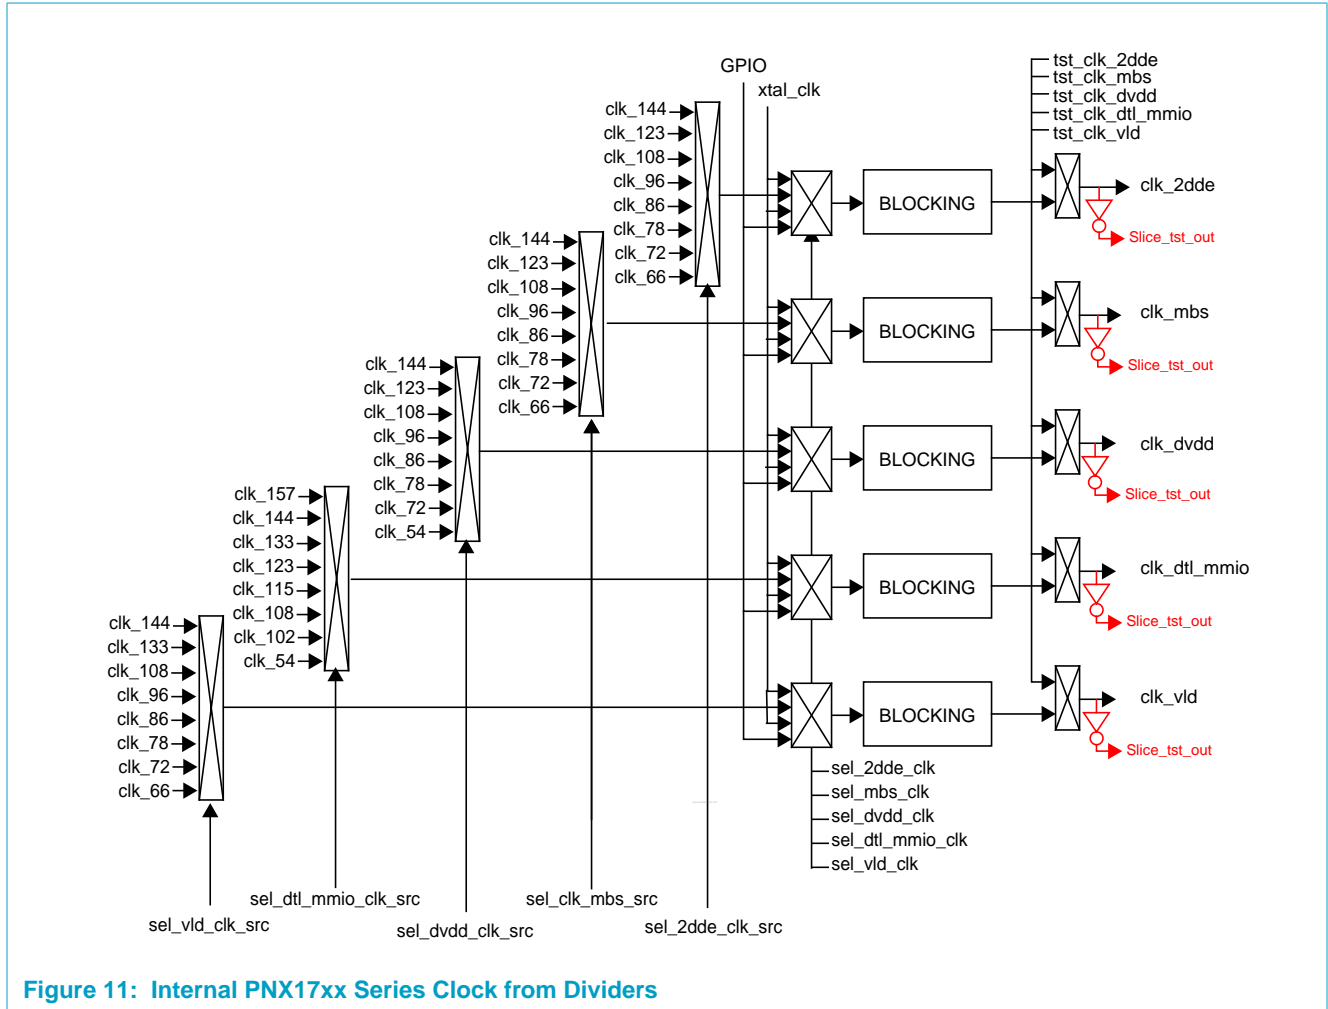 GPIO
xtal_clk
tst_clk_2dde
tst_clk_mbs
tst_clk_dvdd
tst_clk_dtl_mmio
tst_clk_vld
clk_144
clk_123
clk_108
clk_96
clk_86
clk_78
clk_72
clk_66
BLOCKING
clk_2dde
Slice_tst_out
clk_144
clk_123
clk_108
clk_96
clk_86
clk_78
clk_72
clk_66
BLOCKING
clk_mbs
Slice_tst_out
clk_144
clk_123
clk_108
clk_96
clk_86
clk_78
clk_72
clk_54
BLOCKING
clk_dvdd
Slice_tst_out
clk_157
clk_144
clk_133
clk_123
clk_115
clk_108
clk_102
clk_54
BLOCKING
clk_dtl_mmio
Slice_tst_out
clk_144
clk_133
clk_108
clk_96
clk_86
clk_78
clk_72
clk_66
BLOCKING
clk_vld
Slice_tst_out
sel_2dde_clk
sel_mbs_clk
sel_dvdd_clk
sel_dtl_mmio_clk
sel_vld_clk
sel_vld_clk_src
sel_dtl_mmio_clk_src
sel_dvdd_clk_src
sel_clk_mbs_src
sel_2dde_clk_src
Figure 11: Internal PNX17xx Series Clock from Dividers